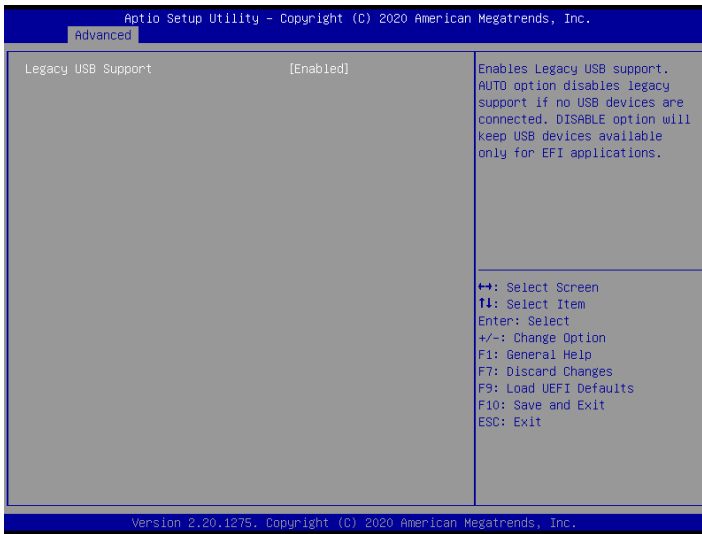 Aptio Setup Utility – Copyright (C) 2020 American Megatrends, Inc.
Advanced
Legacy USB Support [Enabled]
Enables Legacy USB support.
AUTO option disables legacy
support if no USB devices are
connected. DISABLE option will
keep USB devices available
only for EFI applications.
↔: Select Screen
↑↓: Select Item
Enter: Select
+/-: Change Option
F1: General Help
F7: Discard Changes
F9: Load UEFI Defaults
F10: Save and Exit
ESC: Exit
Version 2.20.1275. Copyright (C) 2020 American Megatrends, Inc.